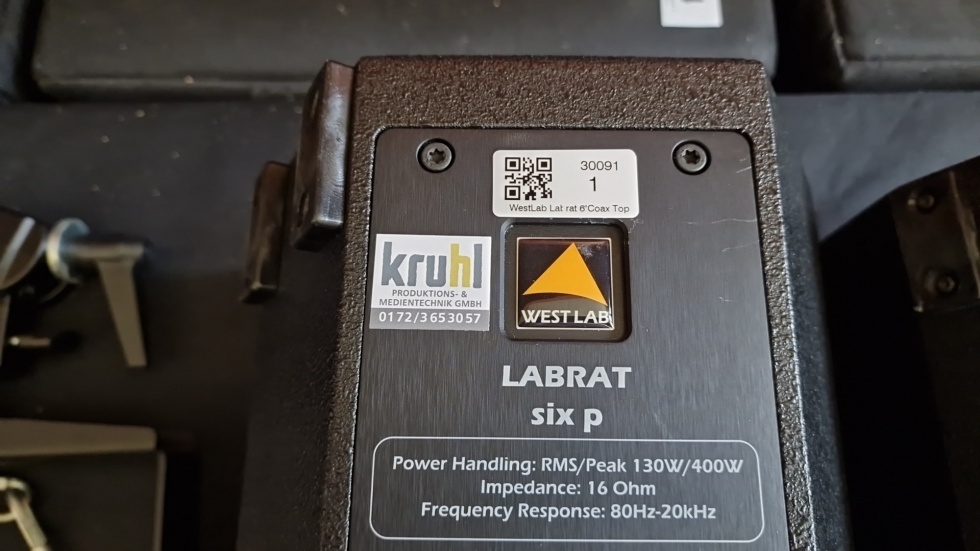 30091
1
WestLab Lab rat 6"Coax Top
kruhl
PRODUKTIONS- &
MEDIENTECHNIK GMBH
0172/3653057
WEST LAB
LABRAT
six p
Power Handling: RMS/Peak 130W/400W
Impedance: 16 Ohm
Frequency Response: 80Hz-20kHz